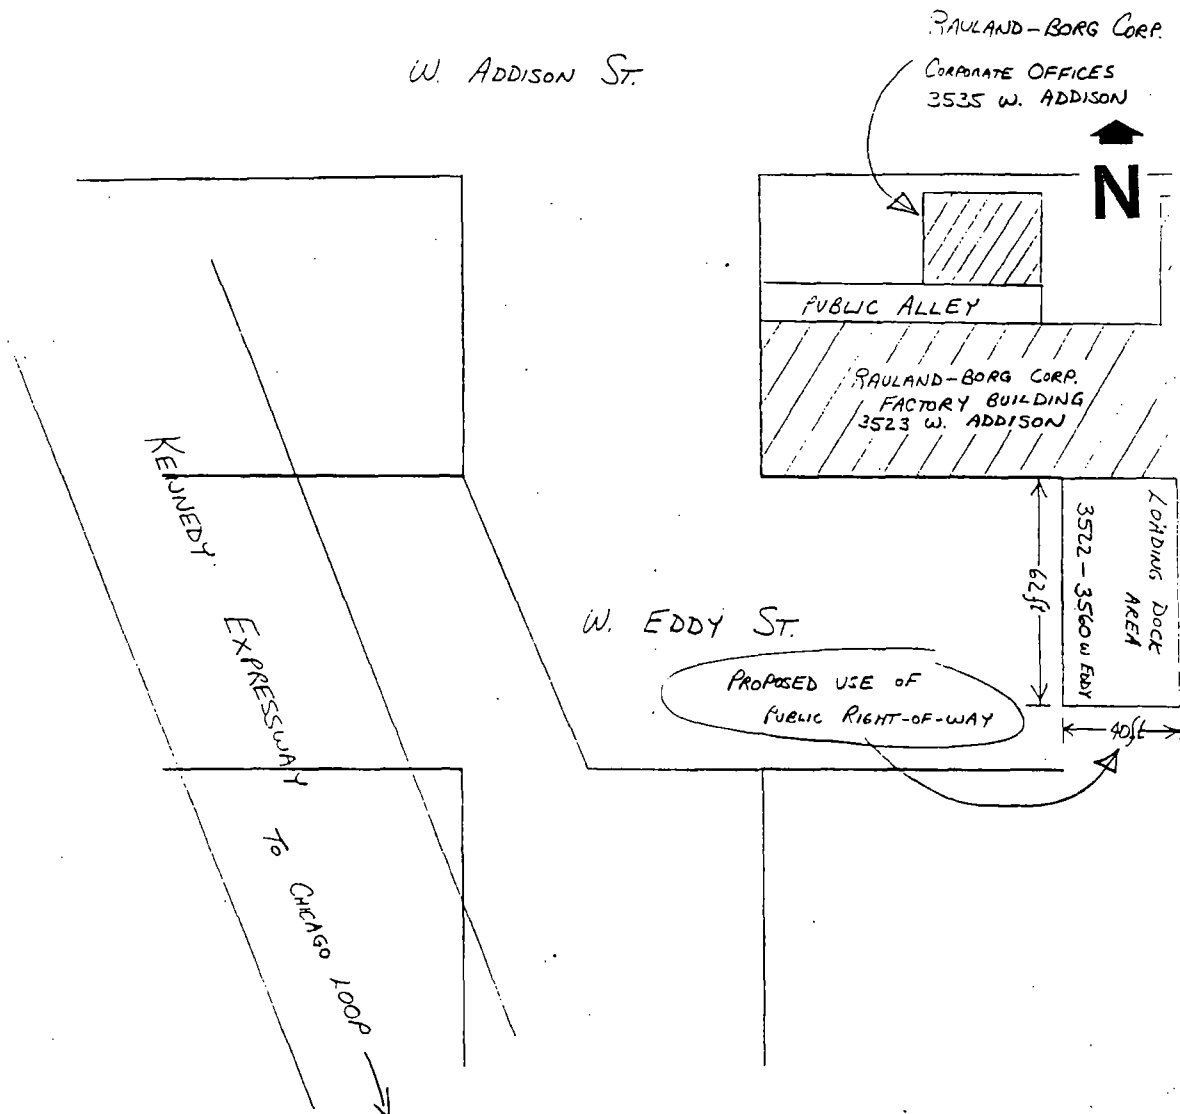 RAULAND-BORG CORP.
W. ADDISON ST.
CORPORATE OFFICES
3535 W. ADDISON
N
PUBLIC ALLEY
RAULAND-BORG CORP.
FACTORY BUILDING
3523 W. ADDISON
KENNEDY EXPRESSWAY TO CHICAGO LOOP
LOADING DOCK
AREA
3522-3560 W EDDY
62ft
W. EDDY ST.
PROPOSED USE OF
PUBLIC RIGHT-OF-WAY
40ft